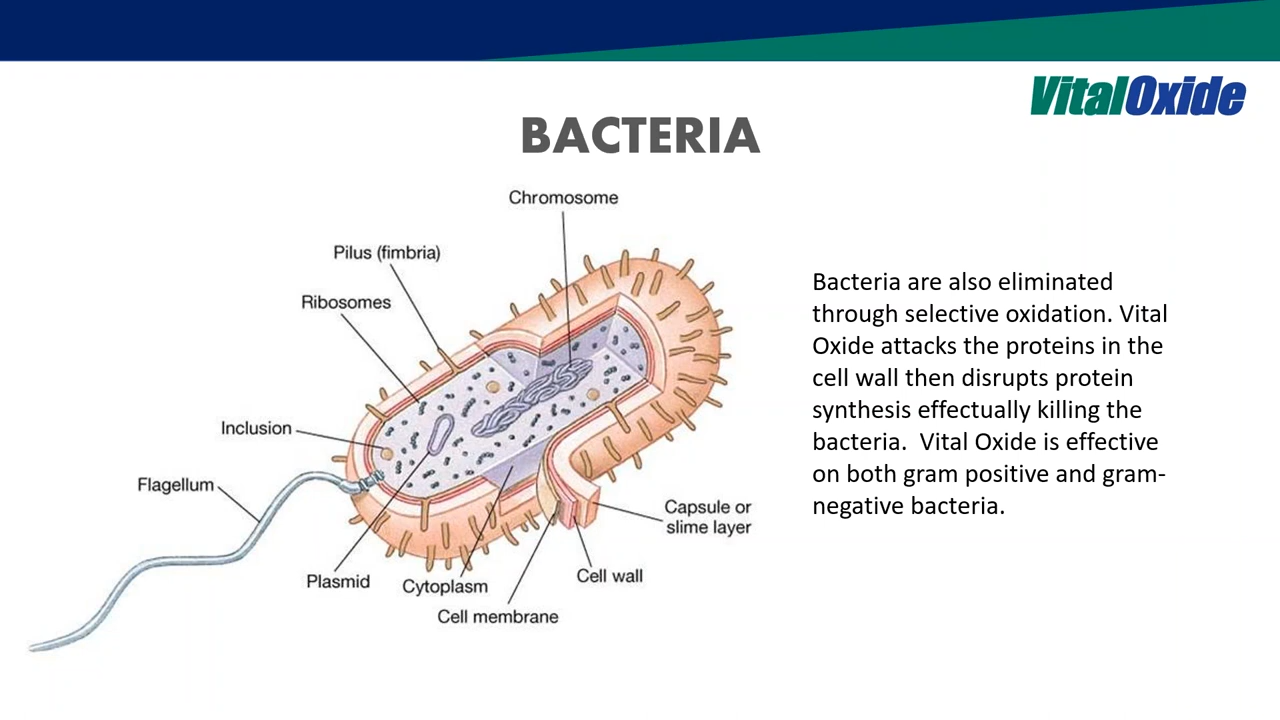 VitalOxide
BACTERIA
Chromosome
Pilus (fimbria)
Ribosomes
Inclusion
Flagellum
Plasmid
Cytoplasm
Cell membrane
Cell wall
Capsule or
slime layer
Bacteria are also eliminated
through selective oxidation. Vital
Oxide attacks the proteins in the
cell wall then disrupts protein
synthesis effectually killing the
bacteria.  Vital Oxide is effective
on both gram positive and gram-
negative bacteria.